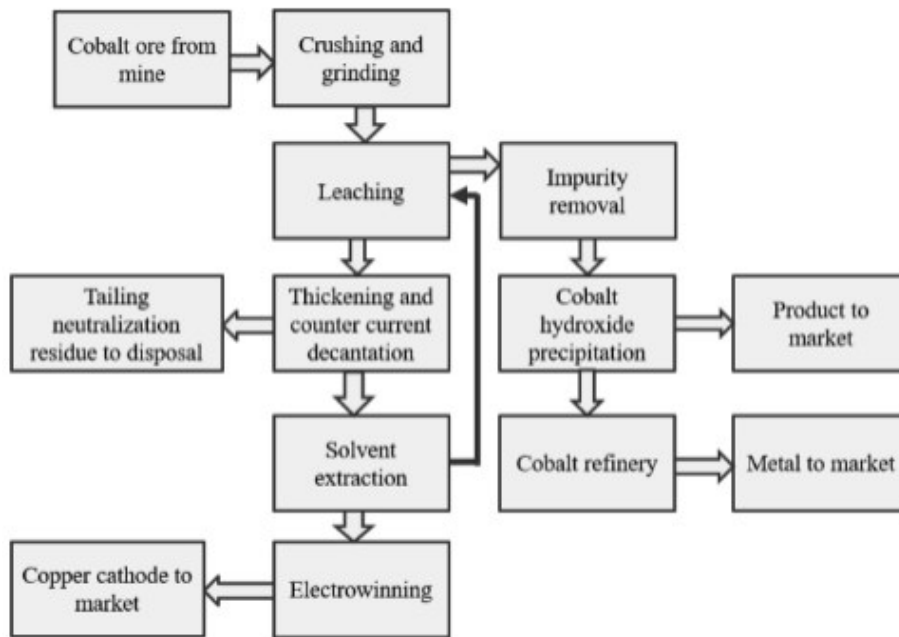 Cobalt ore from
mine
Crushing and
grinding
Leaching
Impurity
removal
Tailing
neutralization
residue to disposal
Thickening and
counter current
decantation
Cobalt
hydroxide
precipitation
Product to
market
Solvent
extraction
Cobalt refinery
Metal to market
Copper cathode to
market
Electrowinning